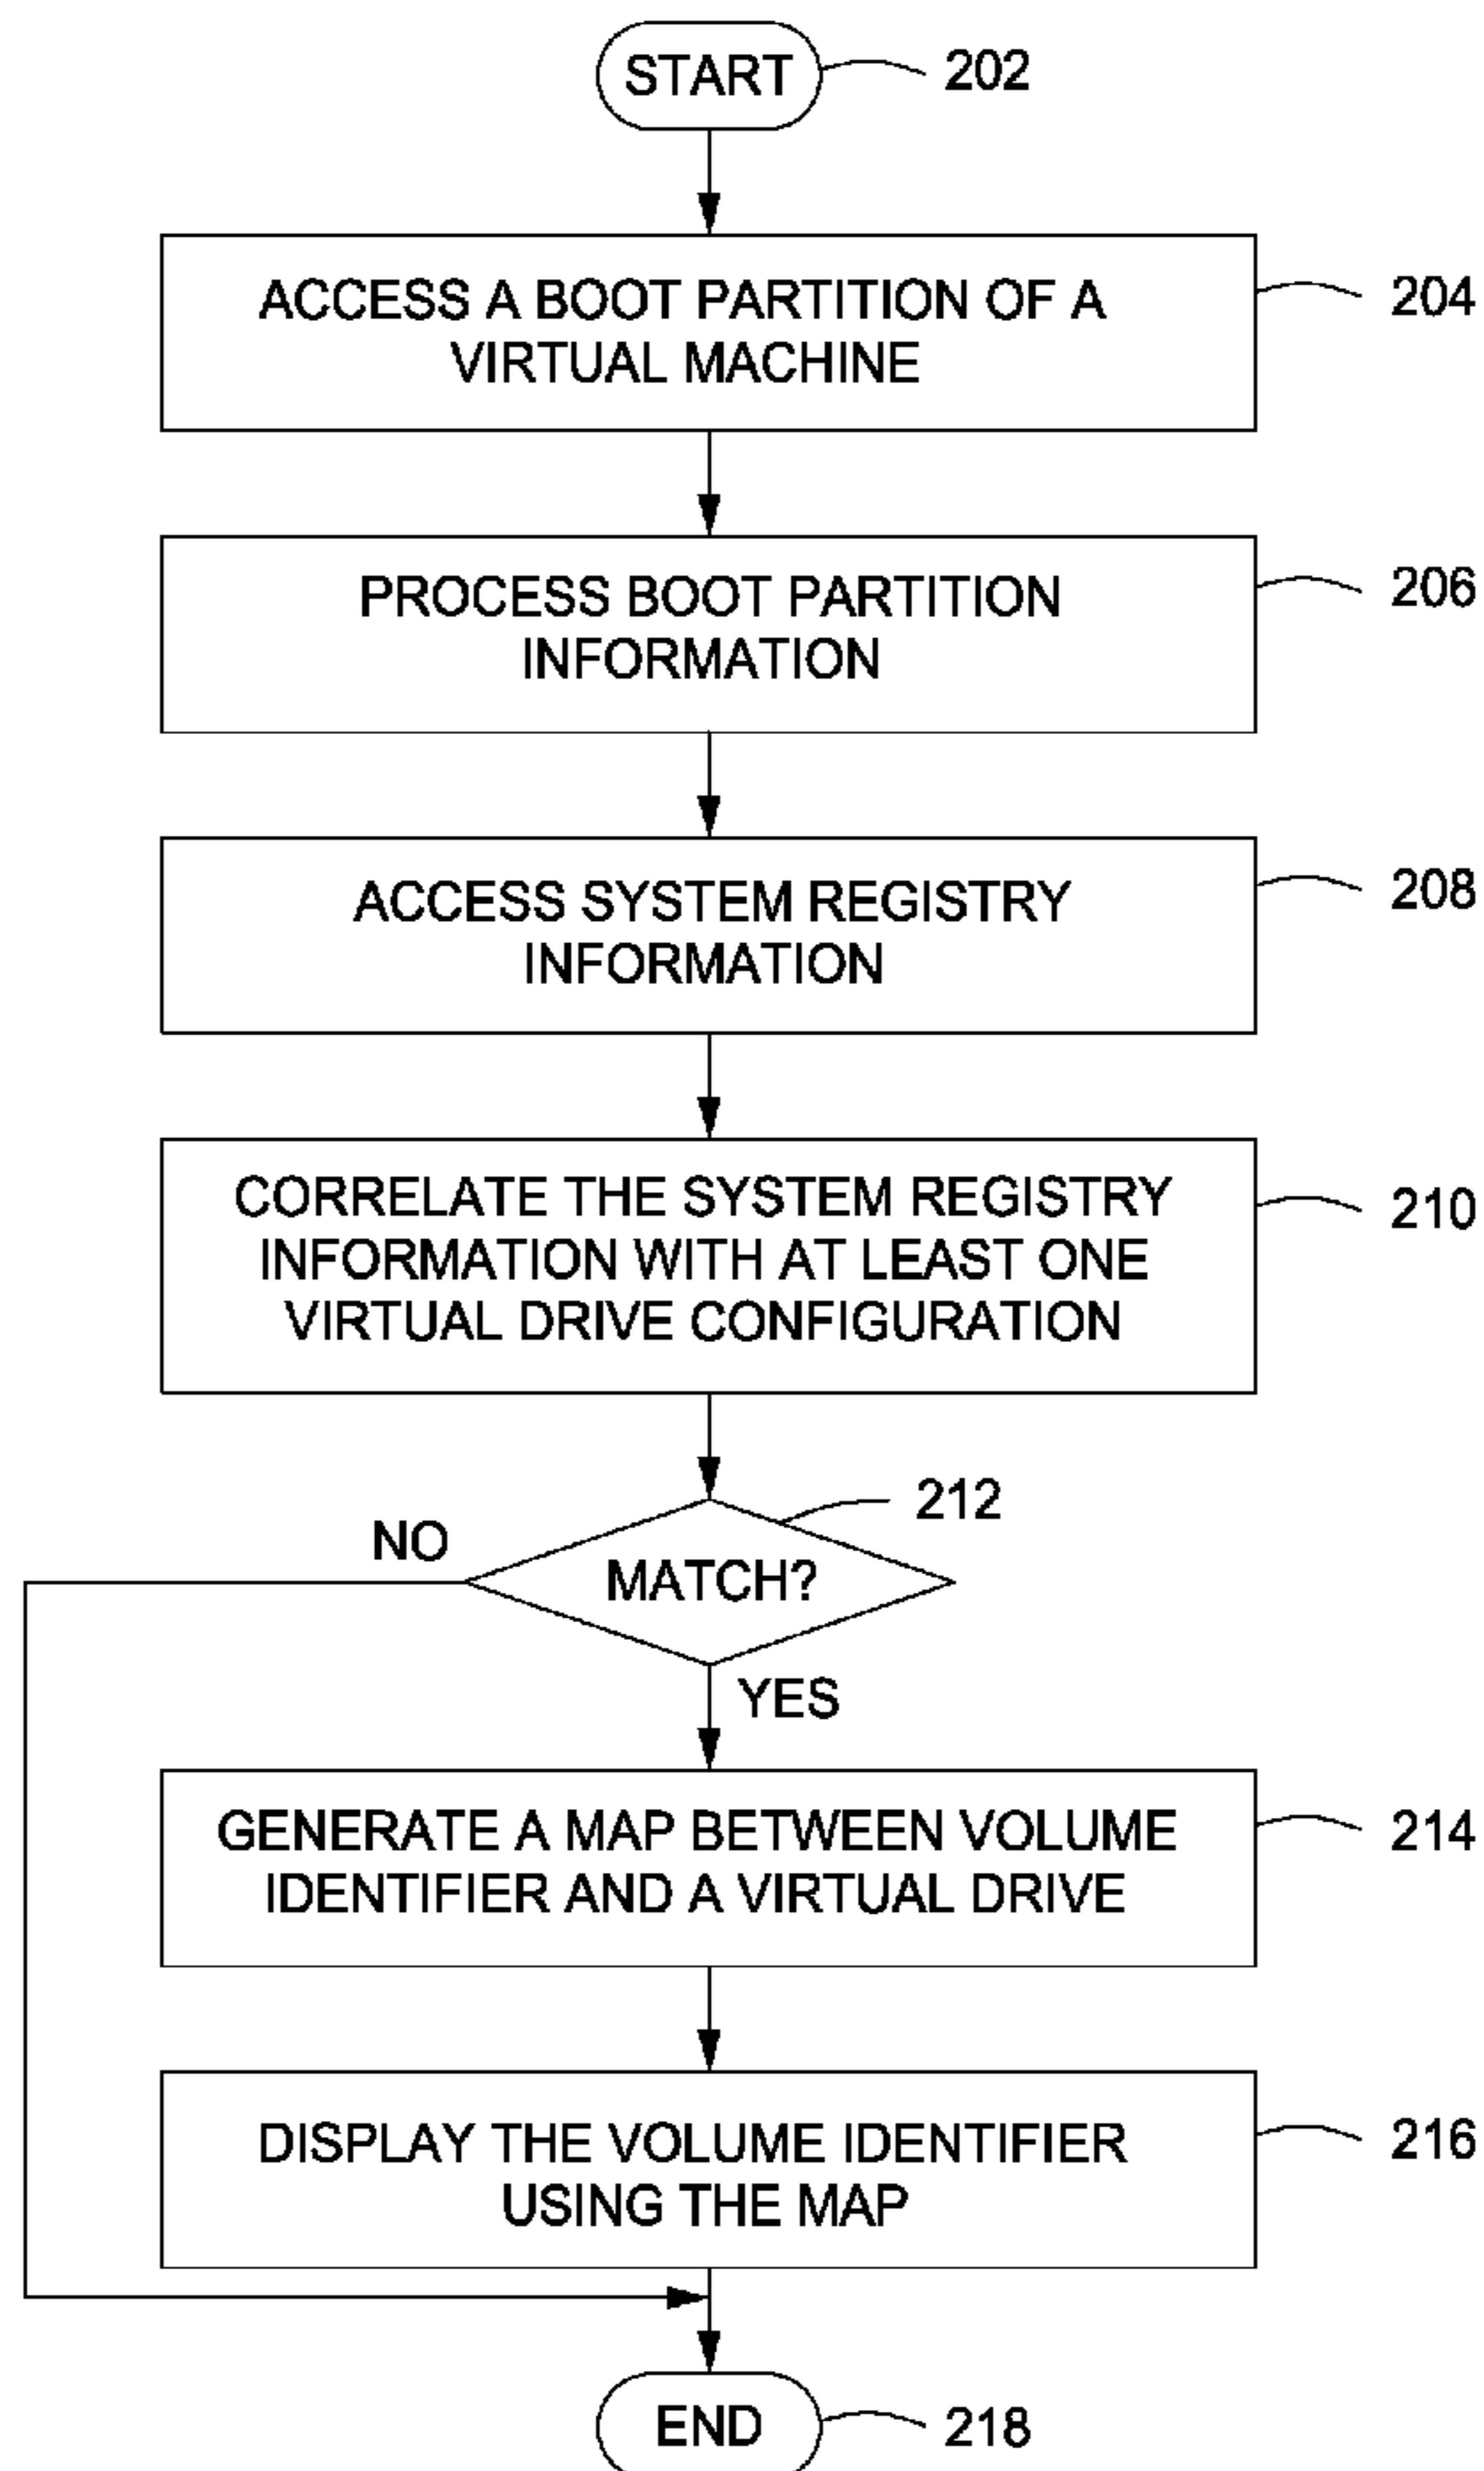 START
202
ACCESS A BOOT PARTITION OF A
VIRTUAL MACHINE
204
PROCESS BOOT PARTITION
INFORMATION
206
ACCESS SYSTEM REGISTRY
INFORMATION
208
CORRELATE THE SYSTEM REGISTRY
INFORMATION WITH AT LEAST ONE
VIRTUAL DRIVE CONFIGURATION
210
212
NO
MATCH?
YES
GENERATE A MAP BETWEEN VOLUME
IDENTIFIER AND A VIRTUAL DRIVE
214
DISPLAY THE VOLUME IDENTIFIER
USING THE MAP
216
END
218